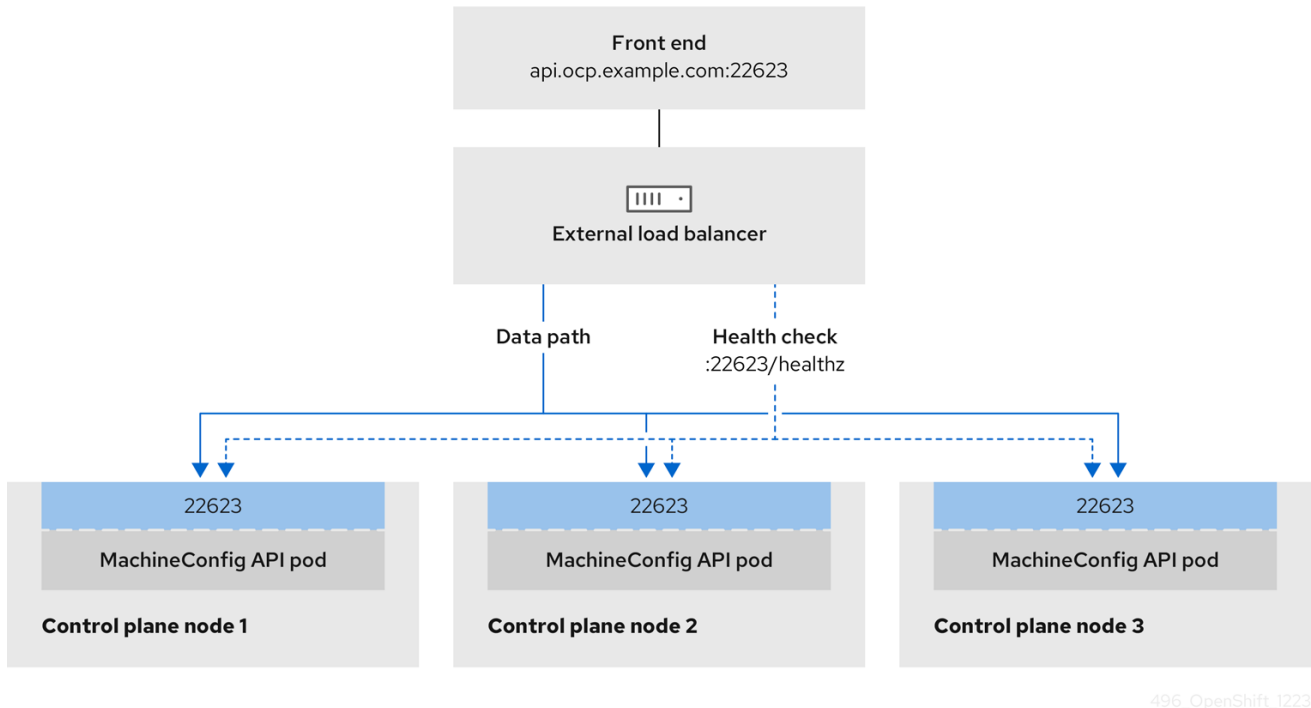 Front end
api.ocp.example.com:22623
External load balancer
Data path
Health check
:22623/healthz
22623
22623
22623
MachineConfig API pod
MachineConfig API pod
MachineConfig API pod
Control plane node 1
Control plane node 2
Control plane node 3
496_OpenShift_1223